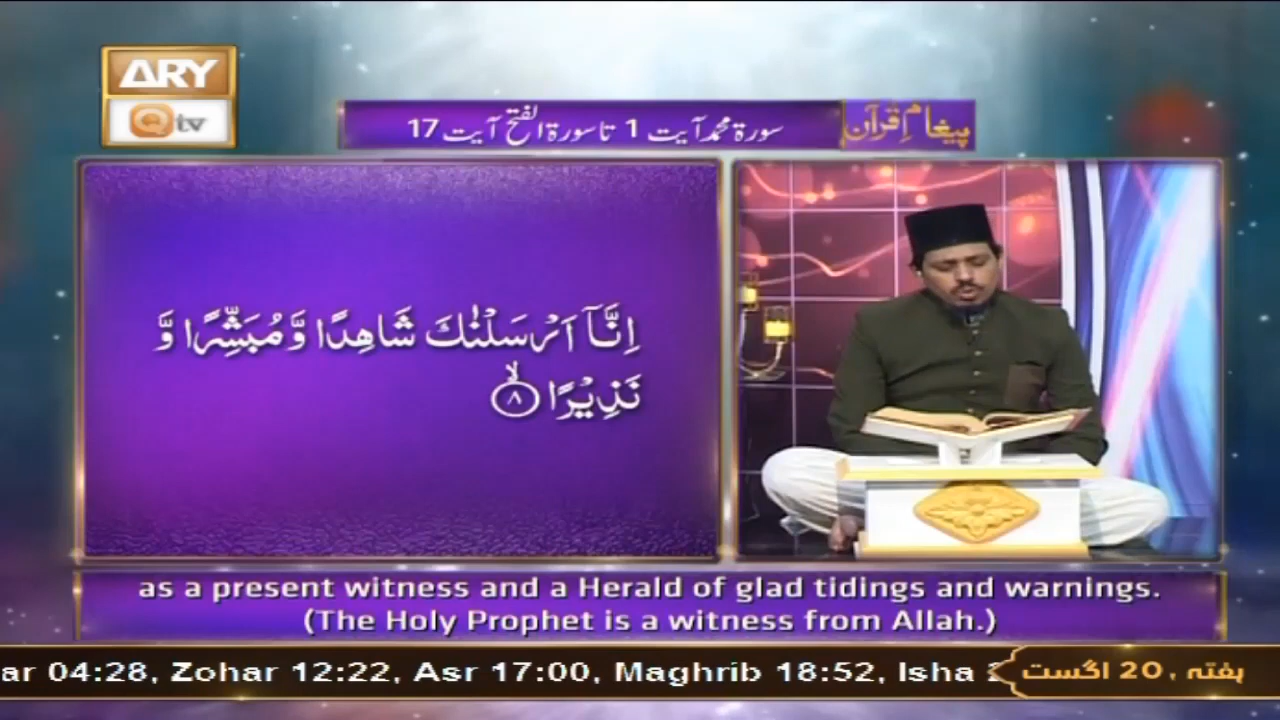 ARY
Qtv
سورۃ محمد آیت 1 تا سورۃ الفتح آیت 17
پیغام قرآن
اِنَّاۤ اَرْسَلْنٰكَ شَاهِدًا وَّ مُبَشِّرًا وَّ
نَذِیْرًاۙ ۸
as a present witness and a Herald of glad tidings and warnings.
(The Holy Prophet is a witness from Allah.)
ar 04:28, Zohar 12:22, Asr 17:00, Maghrib 18:52, Isha
ہفتہ , 20 اگست